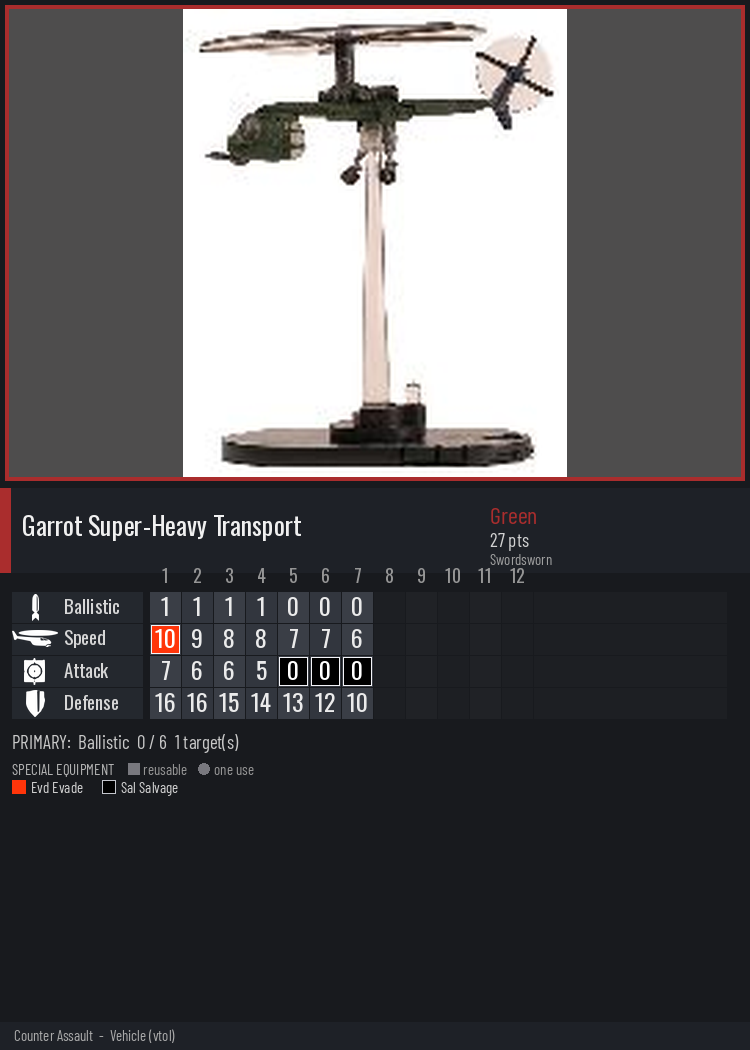 Garrot Super-Heavy Transport
Green
27 pts
Swordsworn
1 2 3 4 5 6 7 8 9 10 11 12
Ballistic 1 1 1 1 0 0 0
Speed 10 9 8 8 7 7 6
Attack 7 6 6 5 0 0 0
Defense 16 16 15 14 13 12 10
PRIMARY: Ballistic 0 / 6 1 target(s)
SPECIAL EQUIPMENT reusable one use
Evd Evade Sal Salvage
Counter Assault - Vehicle (vtol)